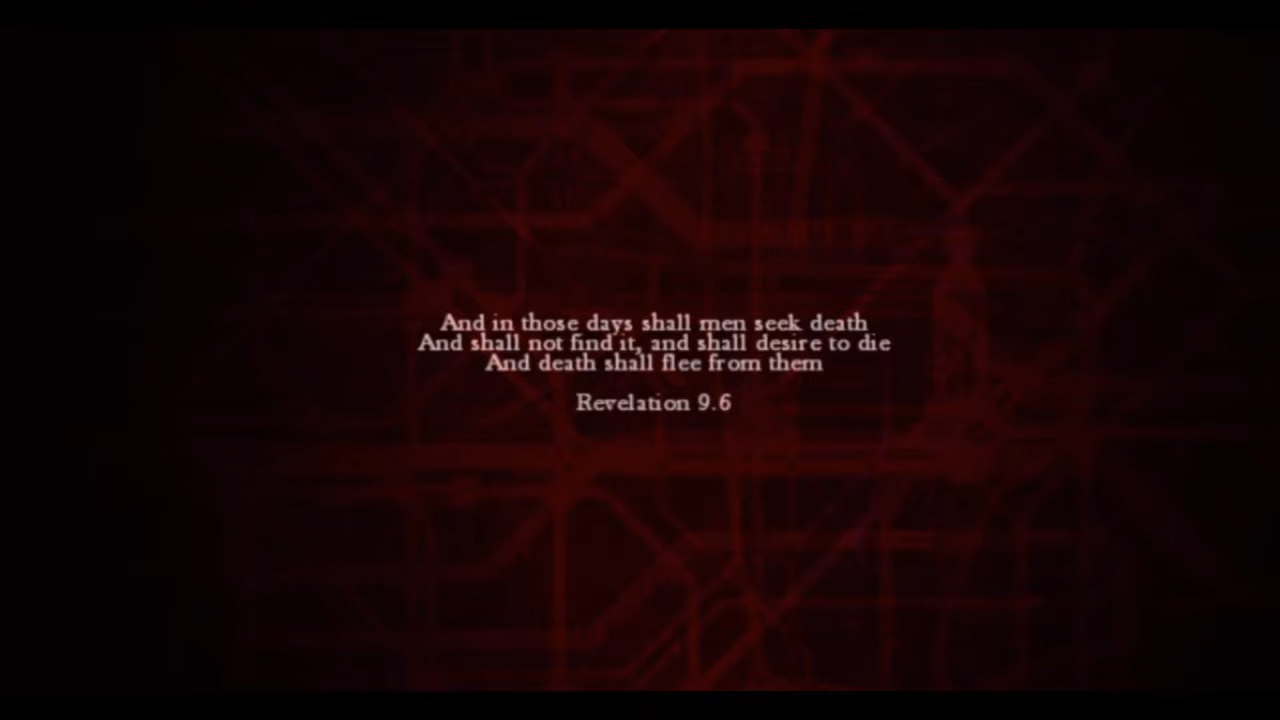 And in those days shall men seek death
And shall not find it, and shall desire to die
And death shall flee from them
Revelation 9.6